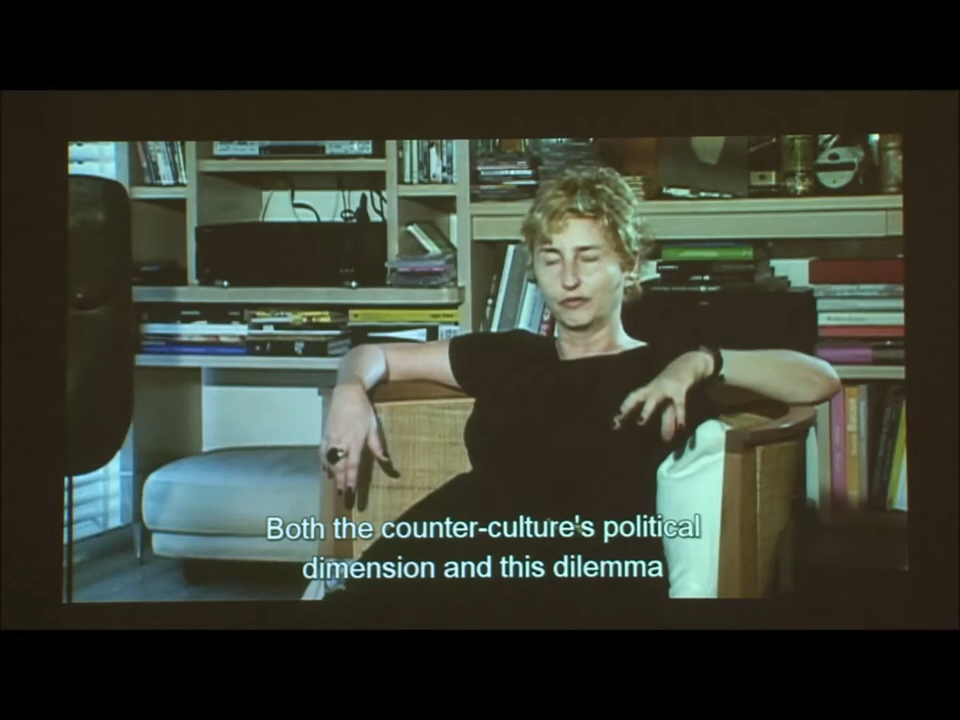 Both the counter-culture's political
dimension and this dilemma